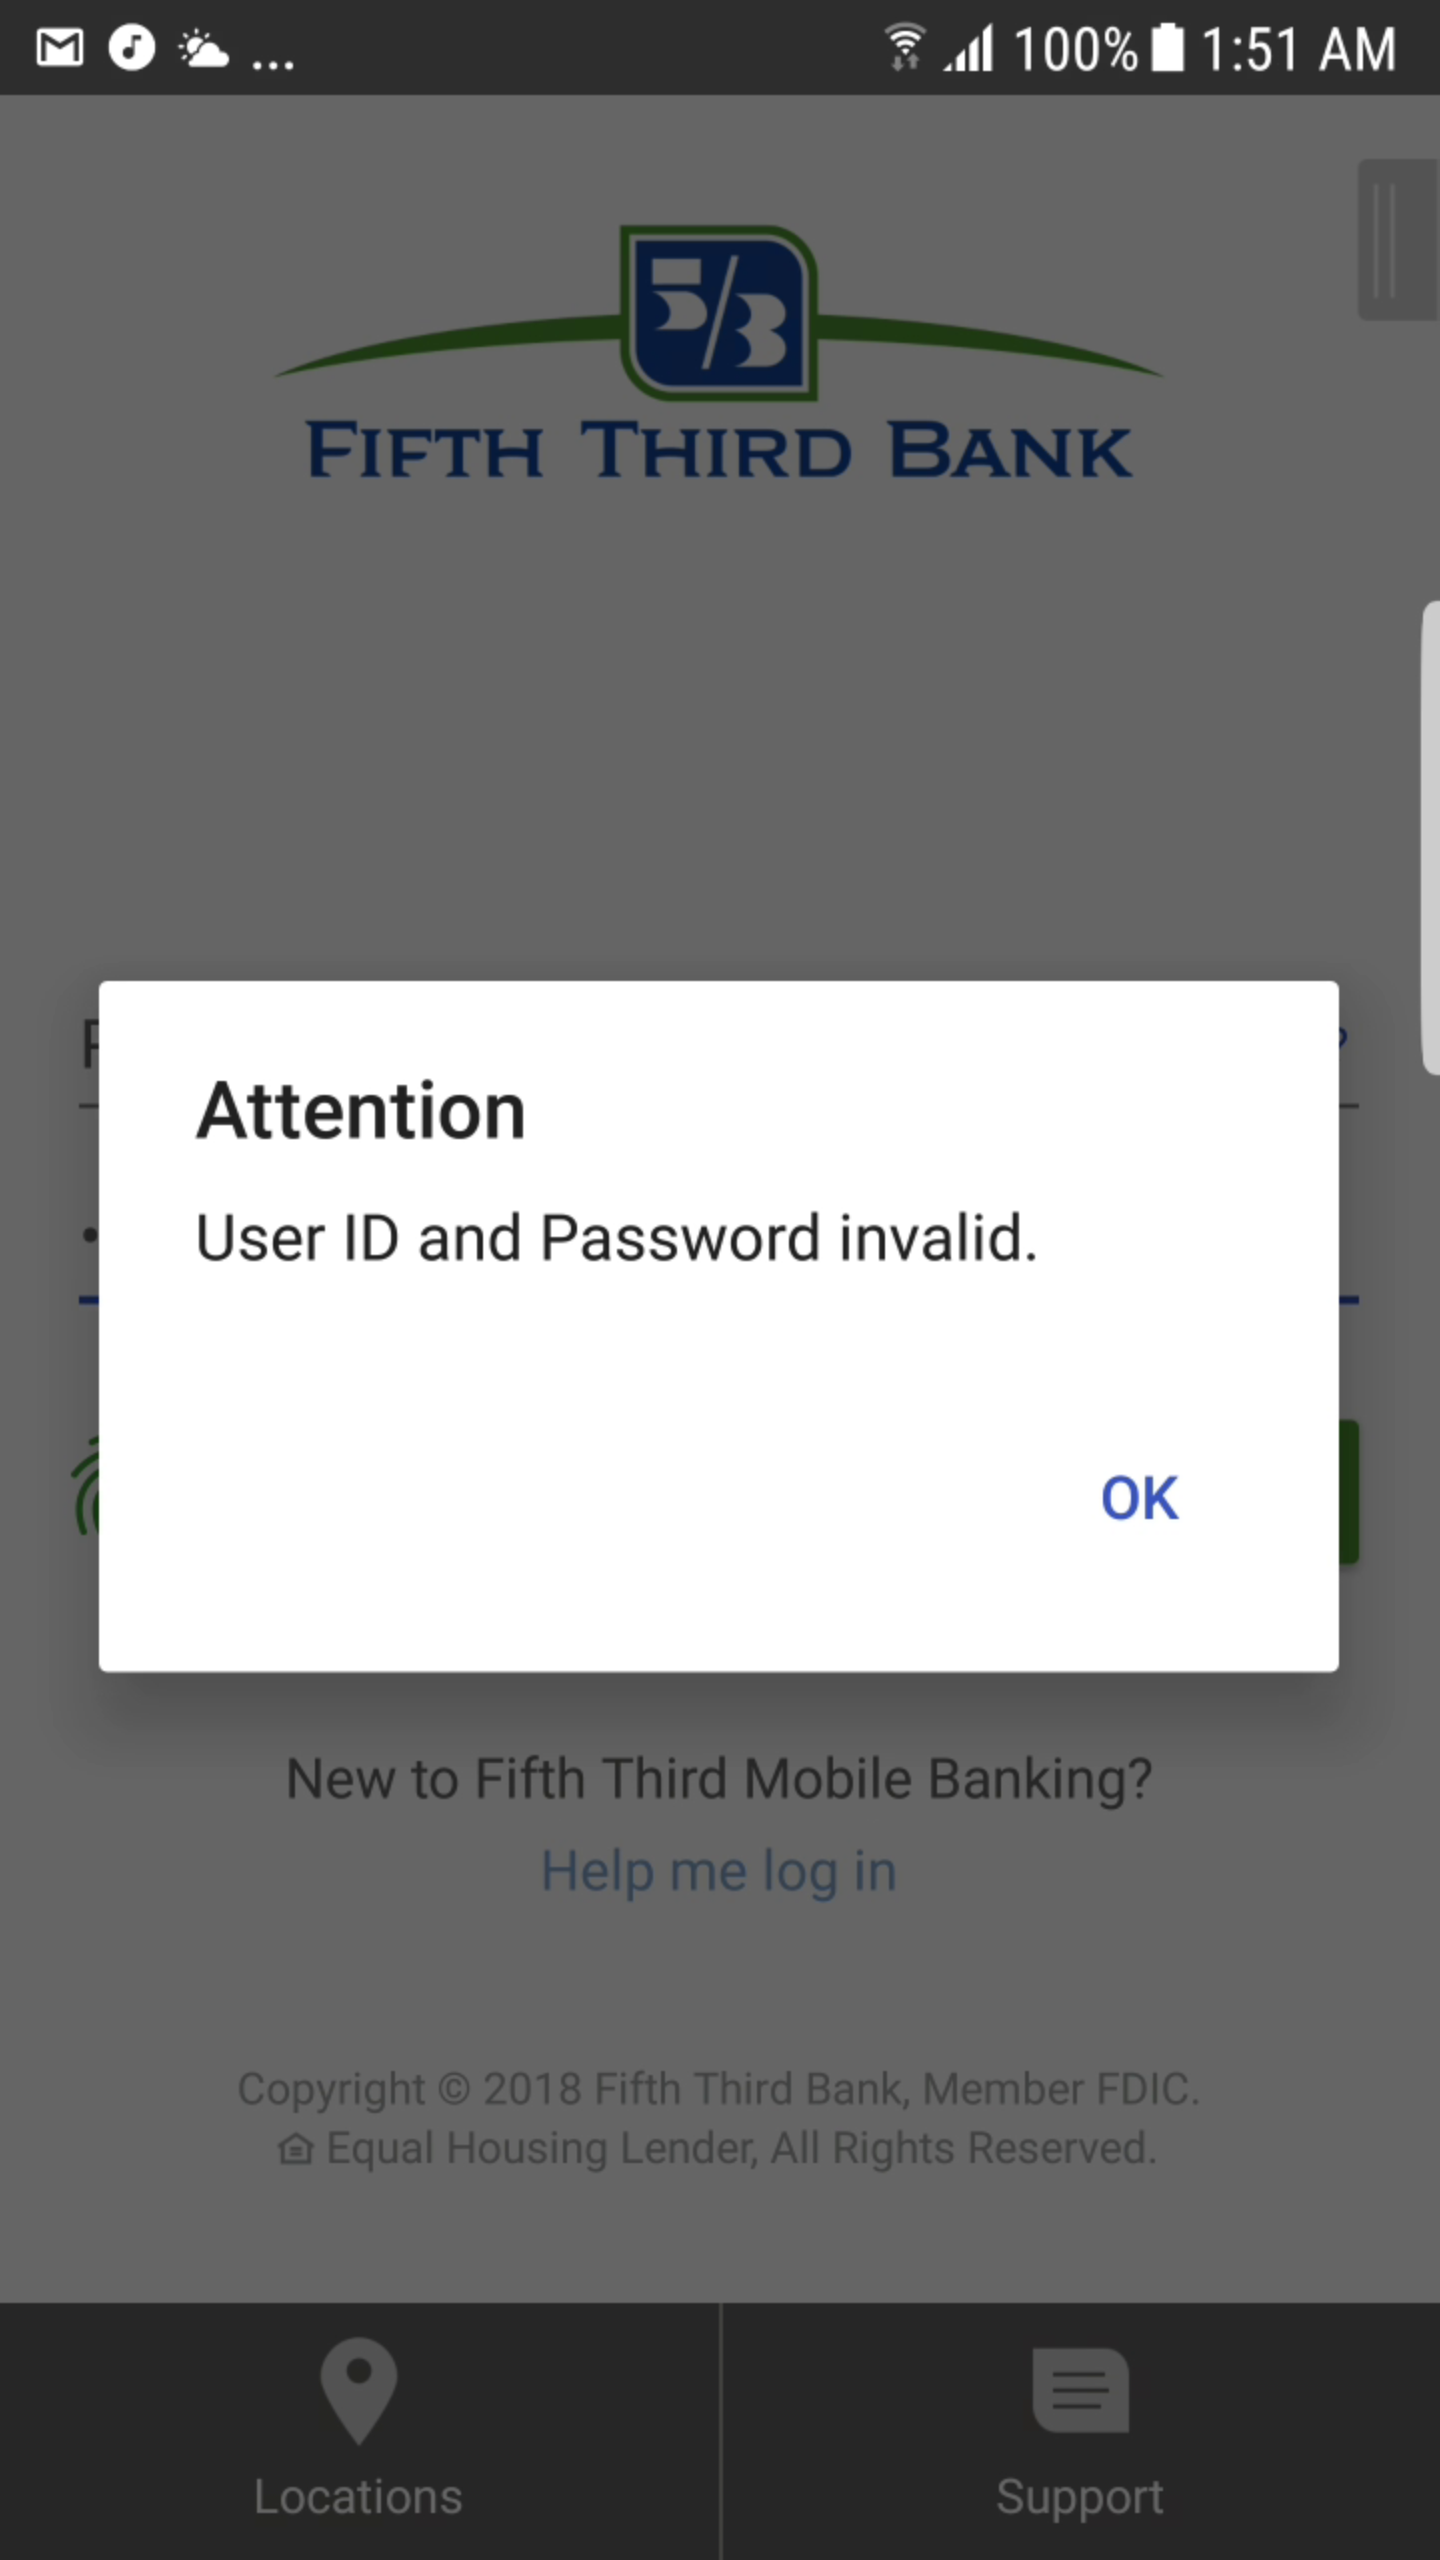 ... 100% 1:51 AM
5/3
FIFTH THIRD BANK
Attention
User ID and Password invalid.
OK
New to Fifth Third Mobile Banking?
Help me log in
Copyright © 2018 Fifth Third Bank, Member FDIC.
Equal Housing Lender, All Rights Reserved.
Locations
Support